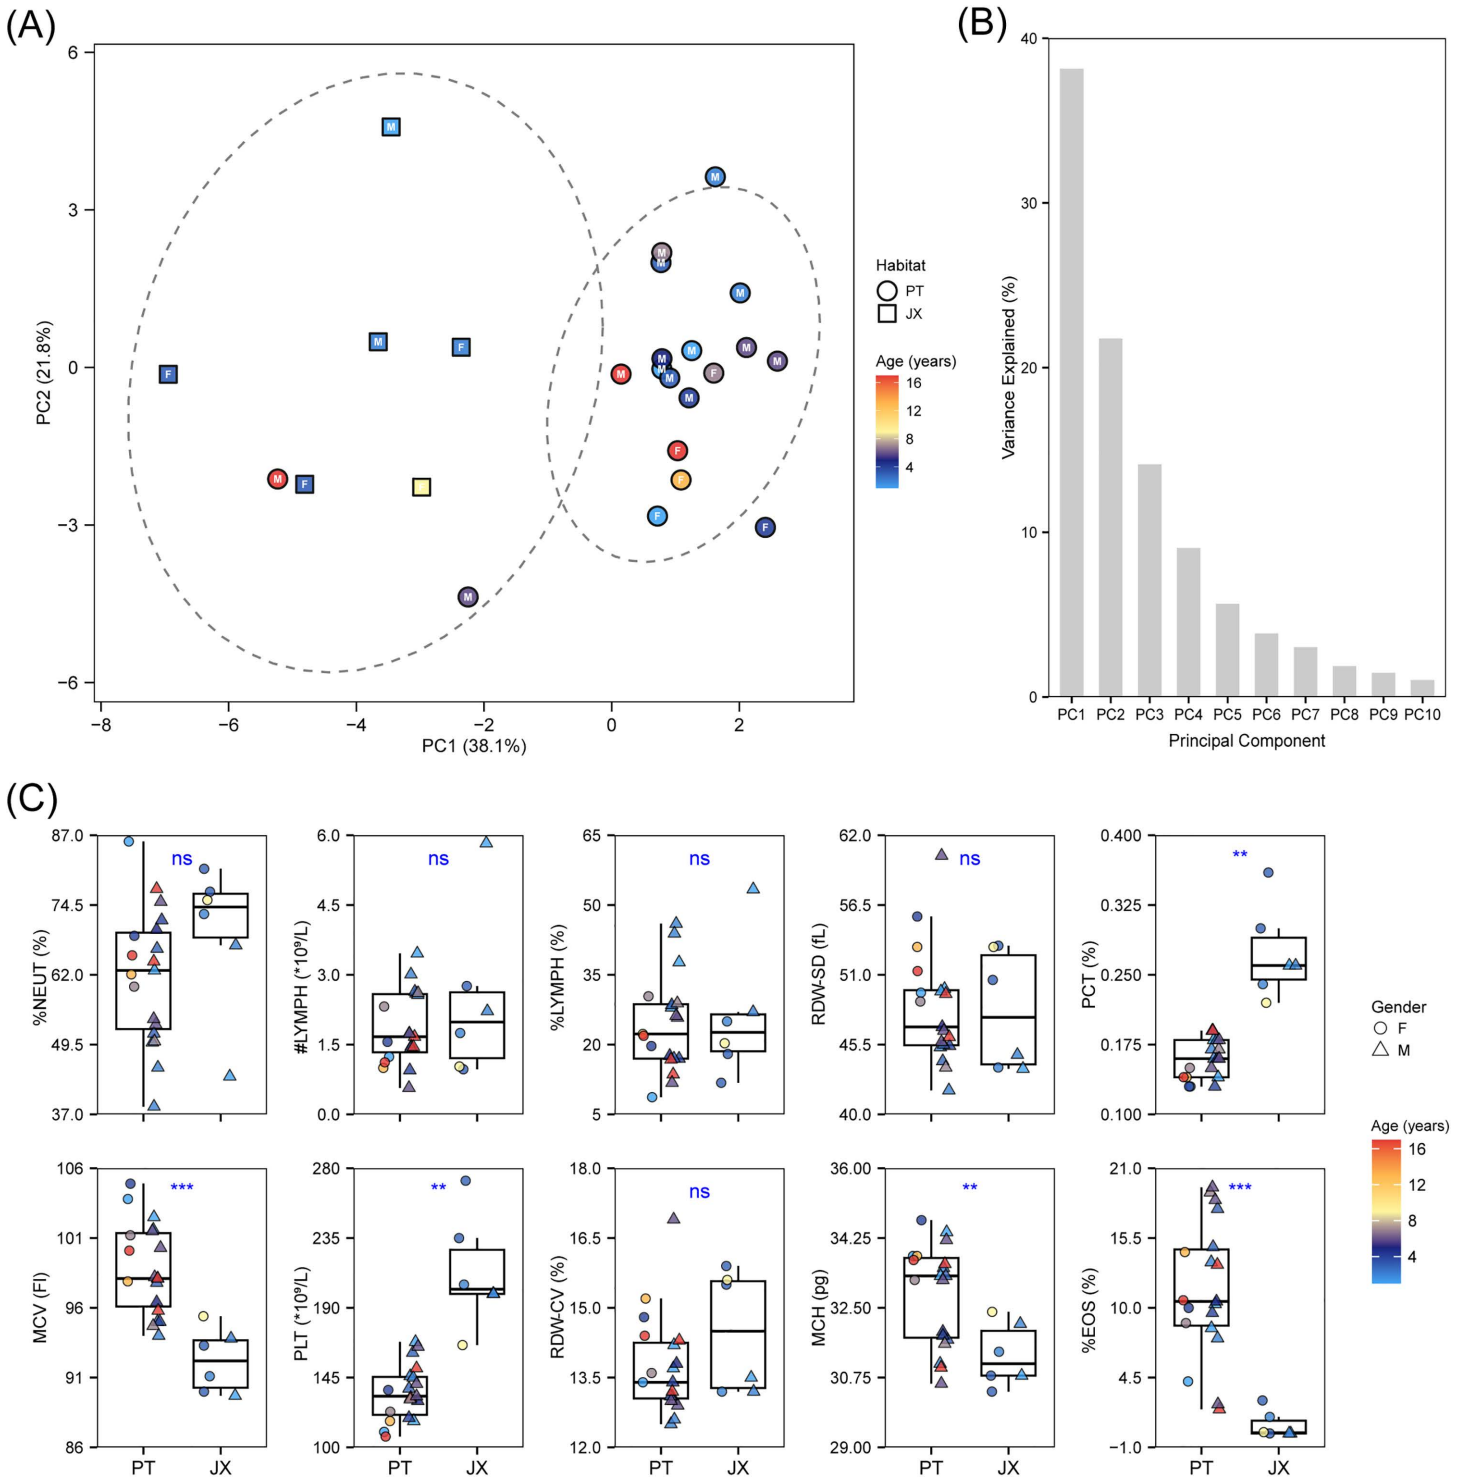 (A)
6
3
0
−3
−6
PC2 (21.8%)
−8
−6
−4
−2
0
2
PC1 (38.1%)
M
M
M
M
M
M
F
F
M
M
M
M
M
M
F
M
M
M
F
M
F
F
F
F
M
Habitat
PT
JX
Age (years)
16
12
8
4
(B)
40
30
20
10
0
Variance Explained (%)
PC1 PC2 PC3 PC4 PC5 PC6 PC7 PC8 PC9 PC10
Principal Component
(C)
87.0
74.5
62.0
49.5
37.0
%NEUT (%)
ns
6.0
4.5
3.0
1.5
0.0
#LYMPH (*10⁹/L)
ns
65
50
35
20
5
%LYMPH (%)
ns
62.0
56.5
51.0
45.5
40.0
RDW-SD (fL)
ns
0.400
0.325
0.250
0.175
0.100
PCT (%)
**
106
101
96
91
86
MCV (Fl)
***
PT JX
280
235
190
145
100
PLT (*10⁹/L)
**
PT JX
18.0
16.5
15.0
13.5
12.0
RDW-CV (%)
ns
PT JX
36.00
34.25
32.50
30.75
29.00
MCH (pg)
**
PT JX
21.0
15.5
10.0
4.5
−1.0
%EOS (%)
***
PT JX
Gender
F
M
Age (years)
16
12
8
4